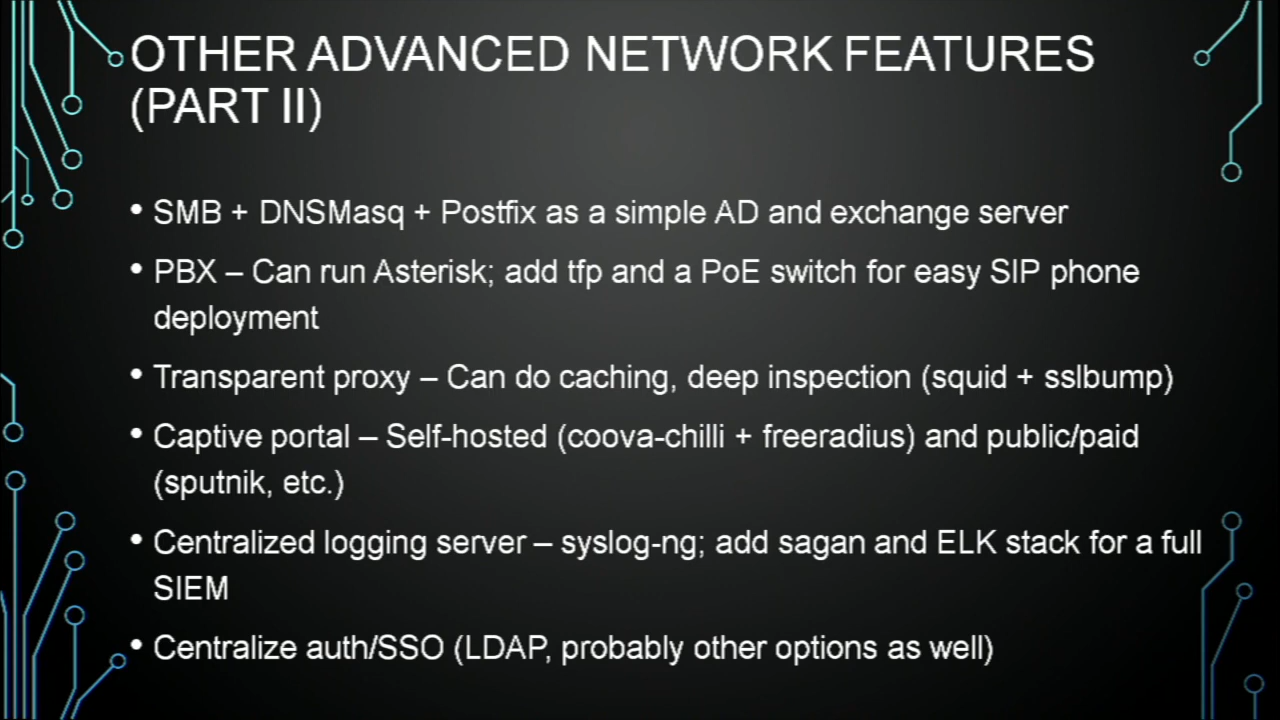 OTHER ADVANCED NETWORK FEATURES
(PART II)
• SMB + DNSMasq + Postfix as a simple AD and exchange server
• PBX – Can run Asterisk; add tfp and a PoE switch for easy SIP phone
deployment
• Transparent proxy – Can do caching, deep inspection (squid + sslbump)
• Captive portal – Self-hosted (coova-chilli + freeradius) and public/paid
(sputnik, etc.)
• Centralized logging server – syslog-ng; add sagan and ELK stack for a full
SIEM
• Centralize auth/SSO (LDAP, probably other options as well)